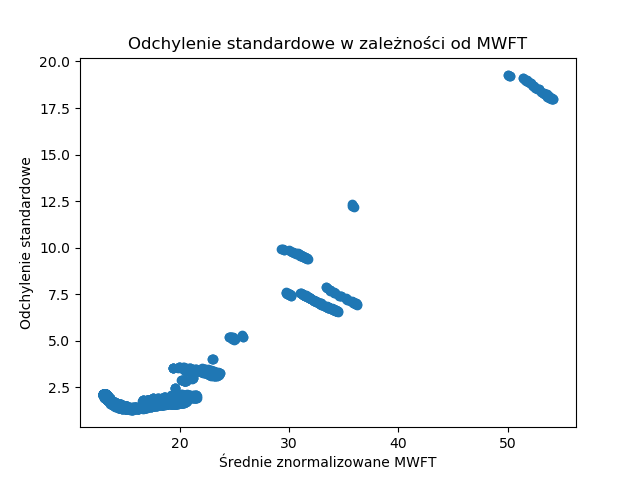 Odchylenie standardowe w zależności od MWFT
20.0
17.5
15.0
12.5
10.0
7.5
5.0
2.5
Odchylenie standardowe
20 30 40 50
Średnie znormalizowane MWFT